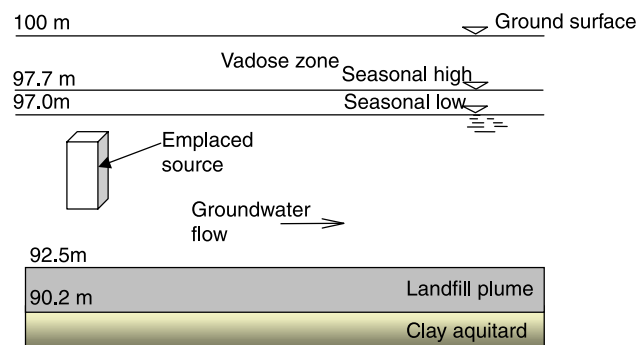 100 m
Ground surface
Vadose zone
97.7 m
Seasonal high
97.0m
Seasonal low
Emplaced
source
Groundwater
flow
92.5m
90.2 m
Landfill plume
Clay aquitard